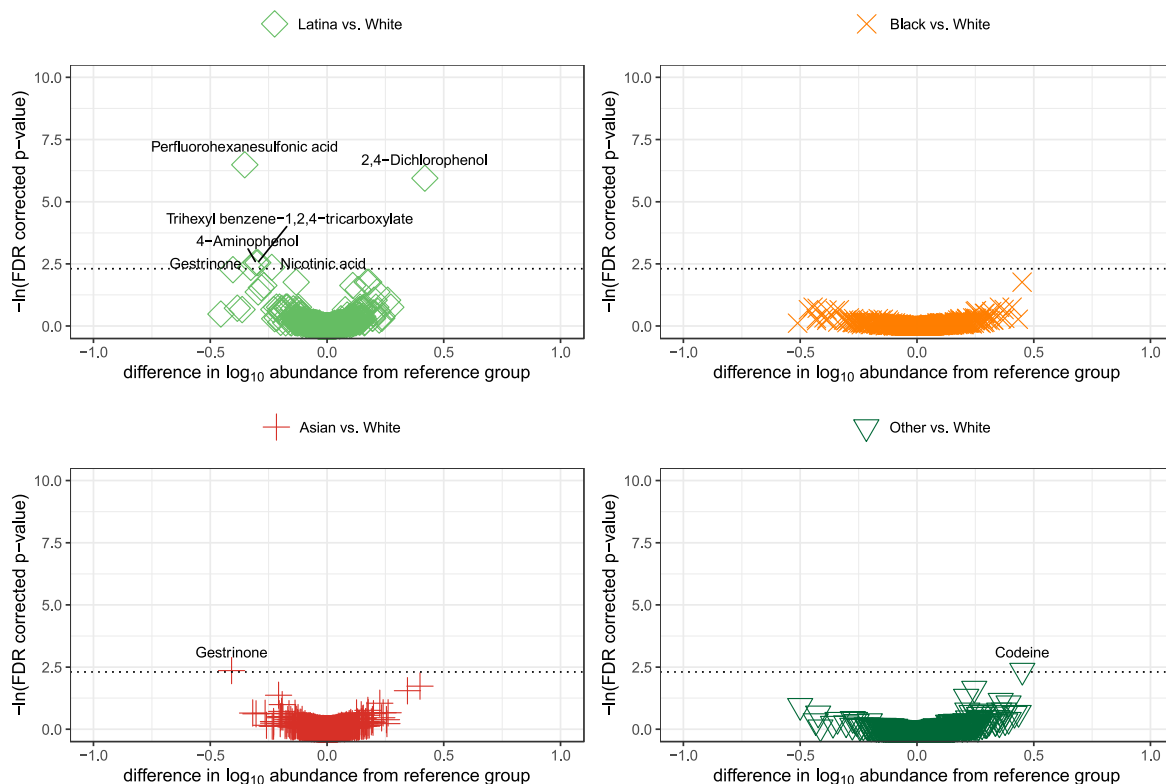 Latina vs. White
10.0
7.5
5.0
2.5
0.0
−ln(FDR corrected p−value)
Perfluorohexanesulfonic acid
2,4−Dichlorophenol
Trihexyl benzene−1,2,4−tricarboxylate
4−Aminophenol
Gestrinone
Nicotinic acid
−1.0 −0.5 0.0 0.5 1.0
difference in log10 abundance from reference group
Black vs. White
10.0
7.5
5.0
2.5
0.0
−ln(FDR corrected p−value)
−1.0 −0.5 0.0 0.5 1.0
difference in log10 abundance from reference group
Asian vs. White
10.0
7.5
5.0
2.5
0.0
−ln(FDR corrected p−value)
Gestrinone
−1.0 −0.5 0.0 0.5 1.0
difference in log10 abundance from reference group
Other vs. White
10.0
7.5
5.0
2.5
0.0
−ln(FDR corrected p−value)
Codeine
−1.0 −0.5 0.0 0.5 1.0
difference in log10 abundance from reference group